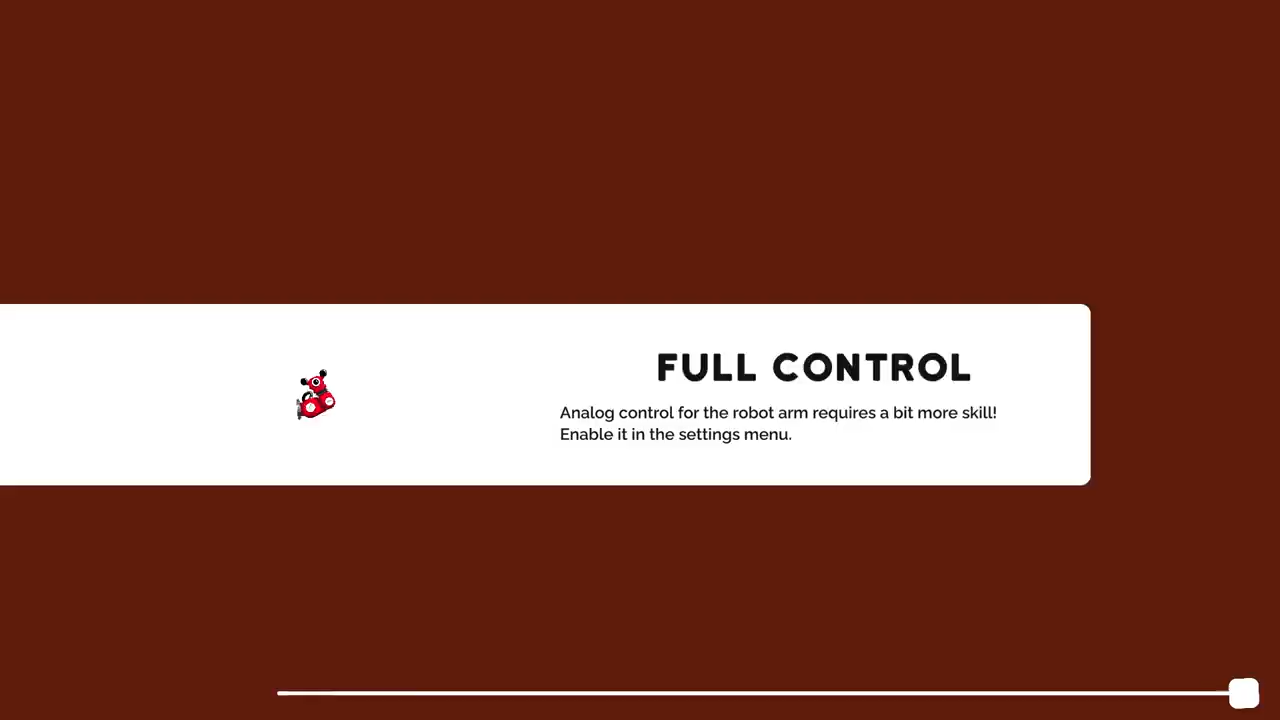 FULL CONTROL
Analog control for the robot arm requires a bit more skill!
Enable it in the settings menu.